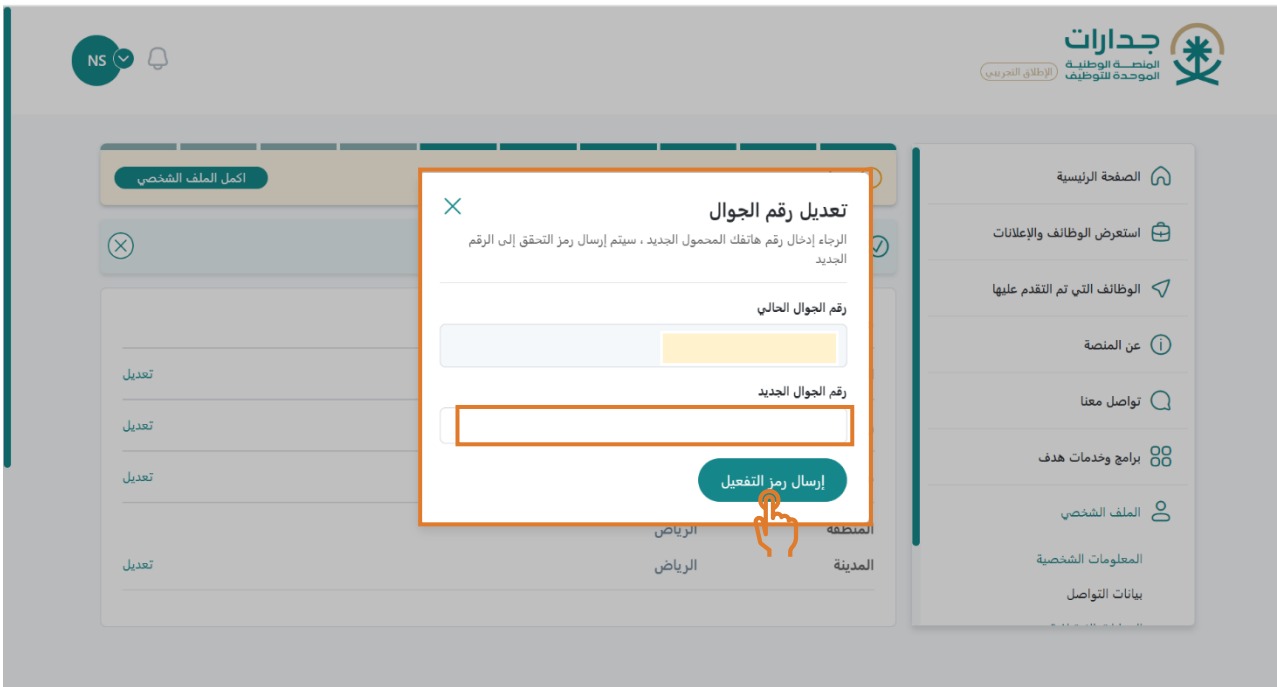 جدارات
المنصة الوطنية
الموحدة للتوظيف
الإطلاق التجريبي
NS
الصفحة الرئيسية
استعرض الوظائف والإعلانات
الوظائف التي تم التقدم عليها
عن المنصة
تواصل معنا
برامج وخدمات هدف
الملف الشخصي
المعلومات الشخصية
بيانات التواصل
اكمل الملف الشخصي
تعديل رقم الجوال
الرجاء إدخال رقم هاتفك المحمول الجديد ، سيتم إرسال رمز التحقق إلى الرقم
الجديد
رقم الجوال الحالي
رقم الجوال الجديد
إرسال رمز التفعيل
تعديل
تعديل
تعديل
المنطقة الرياض
المدينة الرياض تعديل